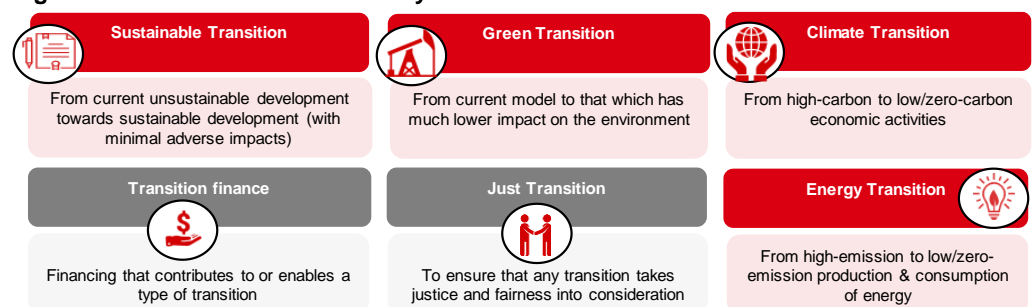 Sustainable Transition
Green Transition
Climate Transition
From current unsustainable development
towards sustainable development (with
minimal adverse impacts)
From current model to that which has
much lower impact on the environment
From high-carbon to low/zero-carbon
economic activities
Transition finance
Just Transition
Energy Transition
Financing that contributes to or enables a
type of transition
To ensure that any transition takes
justice and fairness into consideration
From high-emission to low/zero-
emission production & consumption
of energy